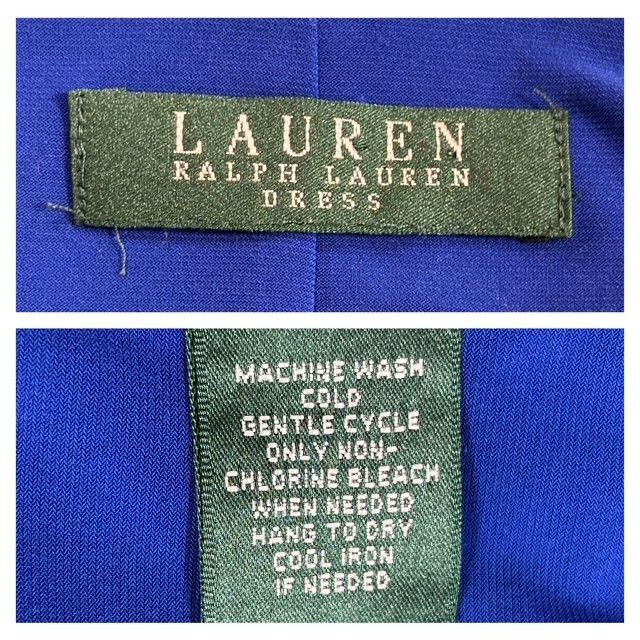 LAUREN
RALPH LAUREN
DRESS
MACHINE WASH
COLD
GENTLE CYCLE
ONLY NON-
CHLORINE BLEACH
WHEN NEEDED
HANG TO DRY
COOL IRON
IF NEEDED